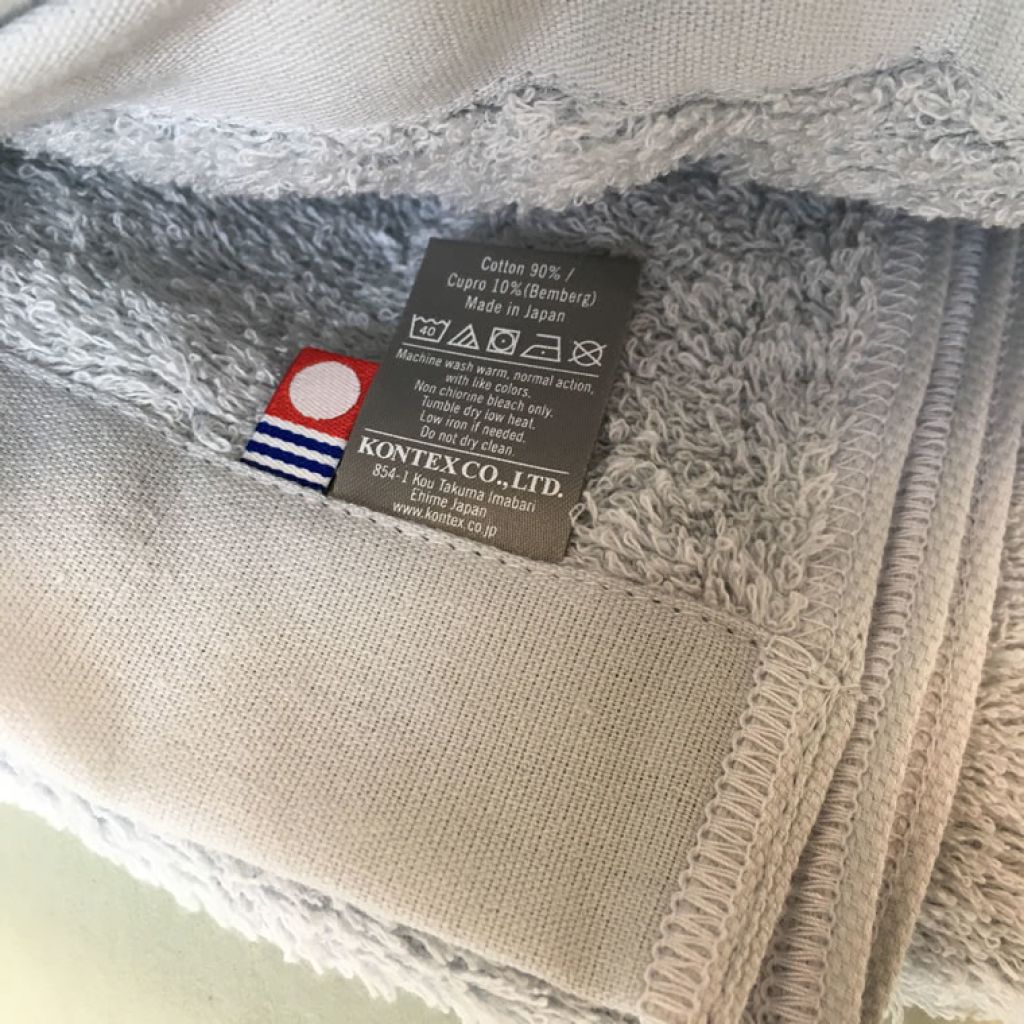 Cotton 90% /
Cupro 10%(Bemberg)
Made in Japan
40
Machine wash warm, normal action,
with like colors.
Non chlorine bleach only.
Tumble dry low heat.
Low iron if needed.
Do not dry clean.
KONTEX CO., LTD.
854-1 Kou Takuma Imabari
Ehime Japan
www.kontex.co.jp